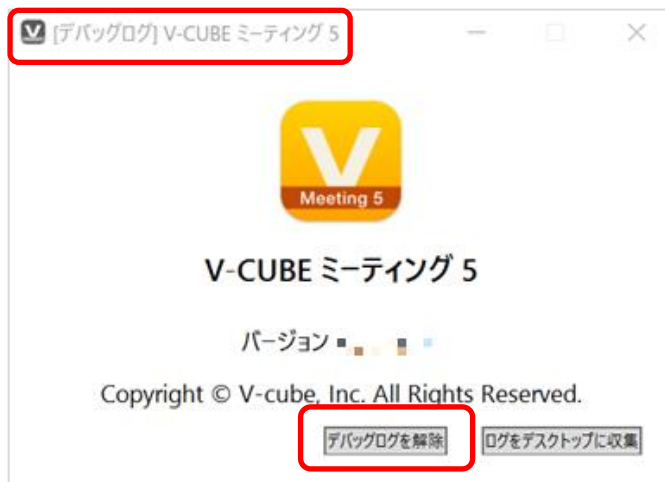 [デバッグログ] V-CUBE ミーティング 5
V
Meeting 5
V-CUBE ミーティング 5
バージョン
Copyright © V-cube, Inc. All Rights Reserved.
デバッグログを解除 ログをデスクトップに収集